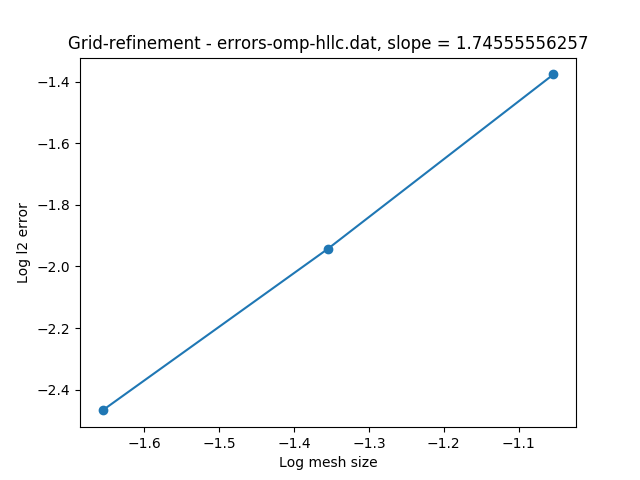 Grid-refinement - errors-omp-hllc.dat, slope = 1.74555556257
−1.4
−1.6
−1.8
−2.0
−2.2
−2.4
Log l2 error
−1.6 −1.5 −1.4 −1.3 −1.2 −1.1
Log mesh size